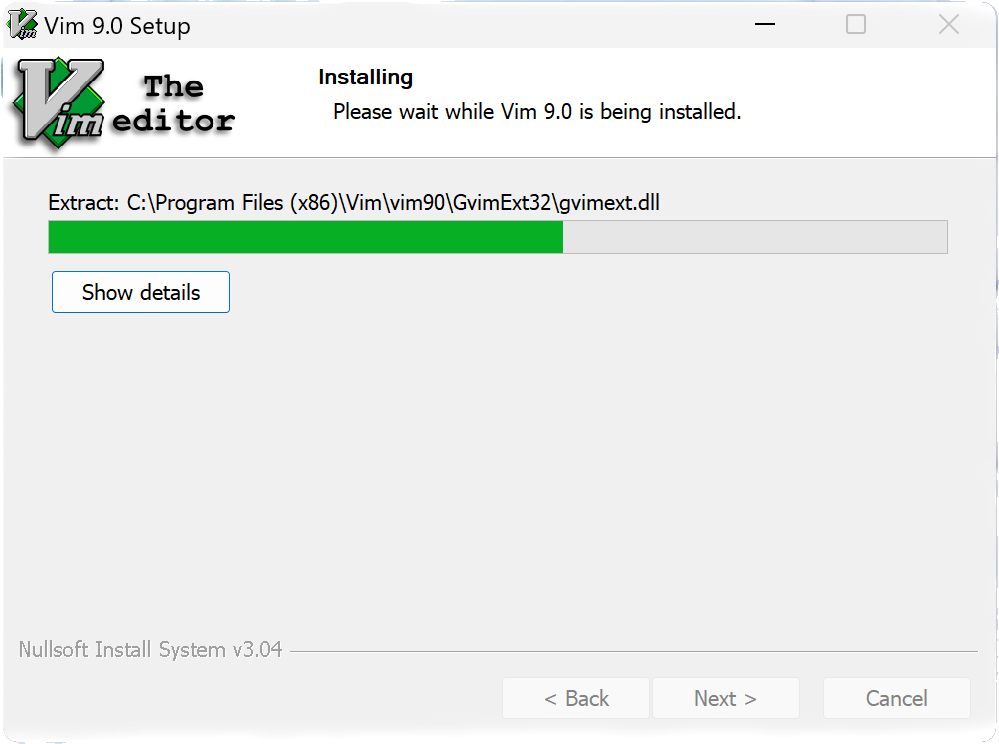 Vim 9.0 Setup
Vim The editor
Installing
Please wait while Vim 9.0 is being installed.
Extract: C:\Program Files (x86)\Vim\vim90\GvimExt32\gvimext.dll
Show details
Nullsoft Install System v3.04
< Back Next > Cancel